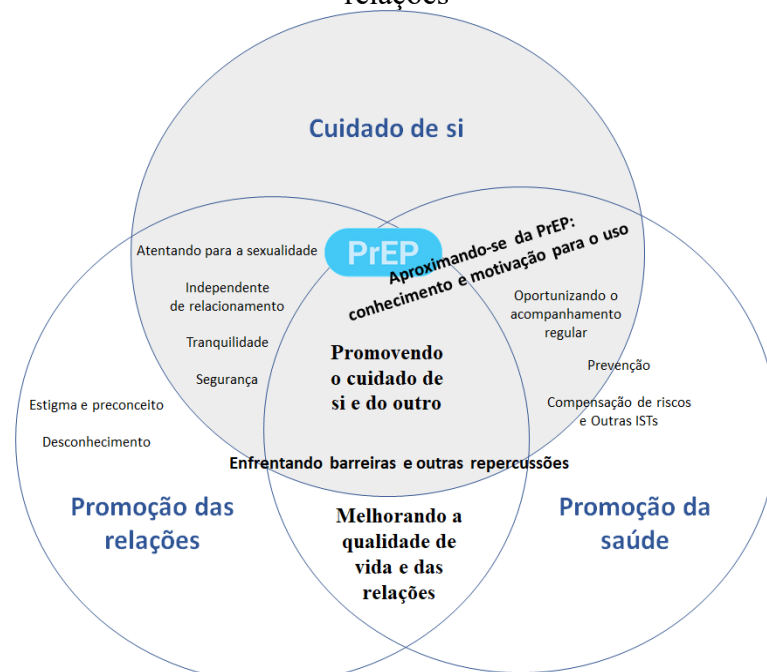 relações
Cuidado de si
PrEP
Aproximando-se da PrEP:
conhecimento e motivação para o uso
Atentando para a sexualidade
Independente
de relacionamento
Tranquilidade
Segurança
Oportunizando o
acompanhamento
regular
Prevenção
Compensação de riscos
e Outras ISTs
Promovendo
o cuidado de
si e do outro
Estigma e preconceito
Desconhecimento
Enfrentando barreiras e outras repercussões
Promoção das
relações
Melhorando a
qualidade de
vida e das
relações
Promoção da
saúde